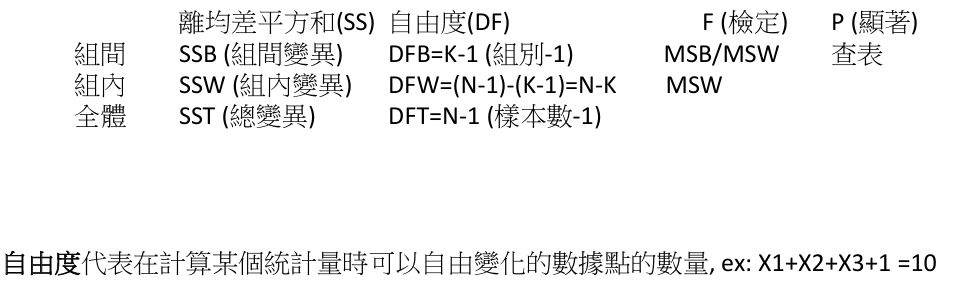 離均差平方和(SS) 自由度(DF) F (檢定) P (顯著)
組間 SSB (組間變異) DFB=K-1 (組別-1) MSB/MSW 查表
組內 SSW (組內變異) DFW=(N-1)-(K-1)=N-K MSW
全體 SST (總變異) DFT=N-1 (樣本數-1)
自由度代表在計算某個統計量時可以自由變化的數據點的數量, ex: X1+X2+X3+1 =10